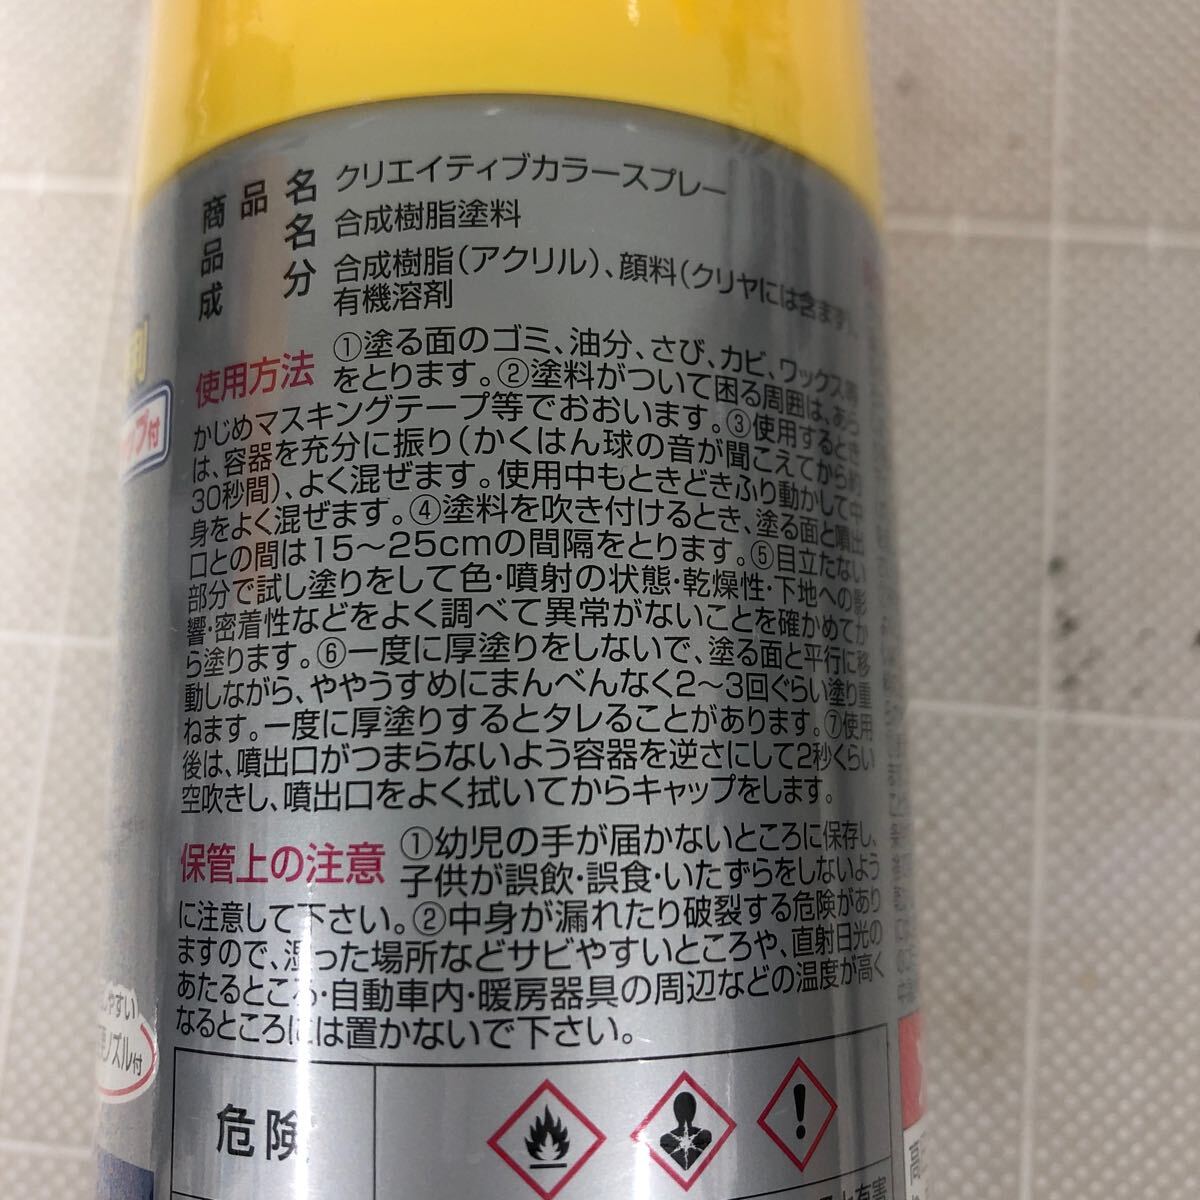 商品名 クリエイティブカラースプレー
品名 合成樹脂塗料
成分 合成樹脂(アクリル)、顔料(クリヤには含まず)、
有機溶剤
使用方法 ①塗る面のゴミ、油分、さび、カビ、ワックス等
をとります。②塗料がついて困る周囲は、あら
かじめマスキングテープ等でおおいます。③使用するとき
は、容器を充分に振り(かくはん球の音が聞こえてから約
30秒間)、よく混ぜます。使用中もときどきふり動かして中
身をよく混ぜます。④塗料を吹き付けるとき、塗る面と噴出
口との間は15〜25cmの間隔をとります。⑤目立たない
部分で試し塗りをして色・噴射の状態・乾燥性・下地への影
響・密着性などをよく調べて異常がないことを確かめてか
ら塗ります。⑥一度に厚塗りをしないで、塗る面と平行に移
動しながら、ややうすめにまんべんなく2〜3回ぐらい塗り重
ねます。一度に厚塗りするとタレることがあります。⑦使用
後は、噴出口がつまらないよう容器を逆さにして2秒くらい
空吹きし、噴出口をよく拭いてからキャップをします。
保管上の注意 ①幼児の手が届かないところに保存し、
子供が誤飲・誤食・いたずらをしないよう
に注意して下さい。②中身が漏れたり破裂する危険があり
ますので、湿った場所などサビやすいところや、直射日光の
あたるところ・自動車内・暖房器具の周辺などの温度が高く
なるところには置かないで下さい。
危険
剤
ップ付
やすい
ノズル付